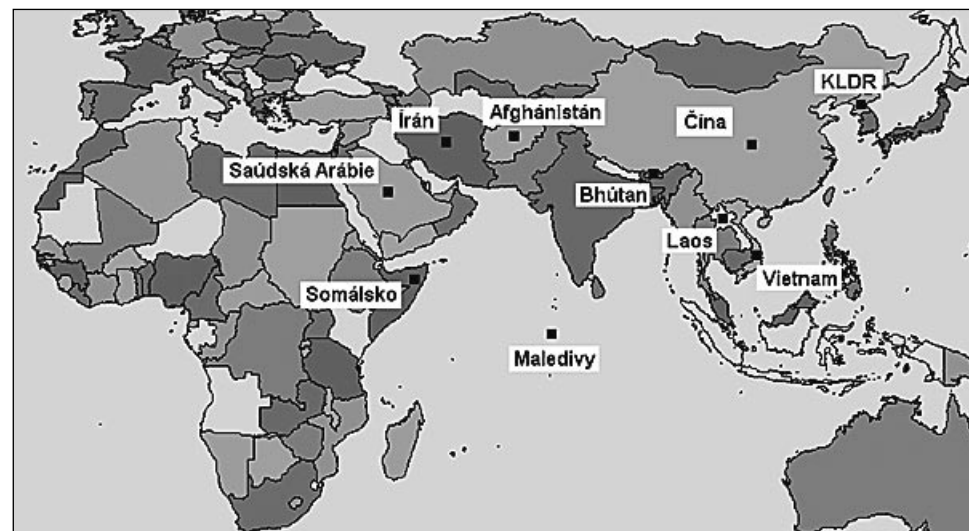 KLDR
Afghánistán
Írán
Čína
Saúdská Arábie
Bhútan
Laos
Vietnam
Somálsko
Maledivy